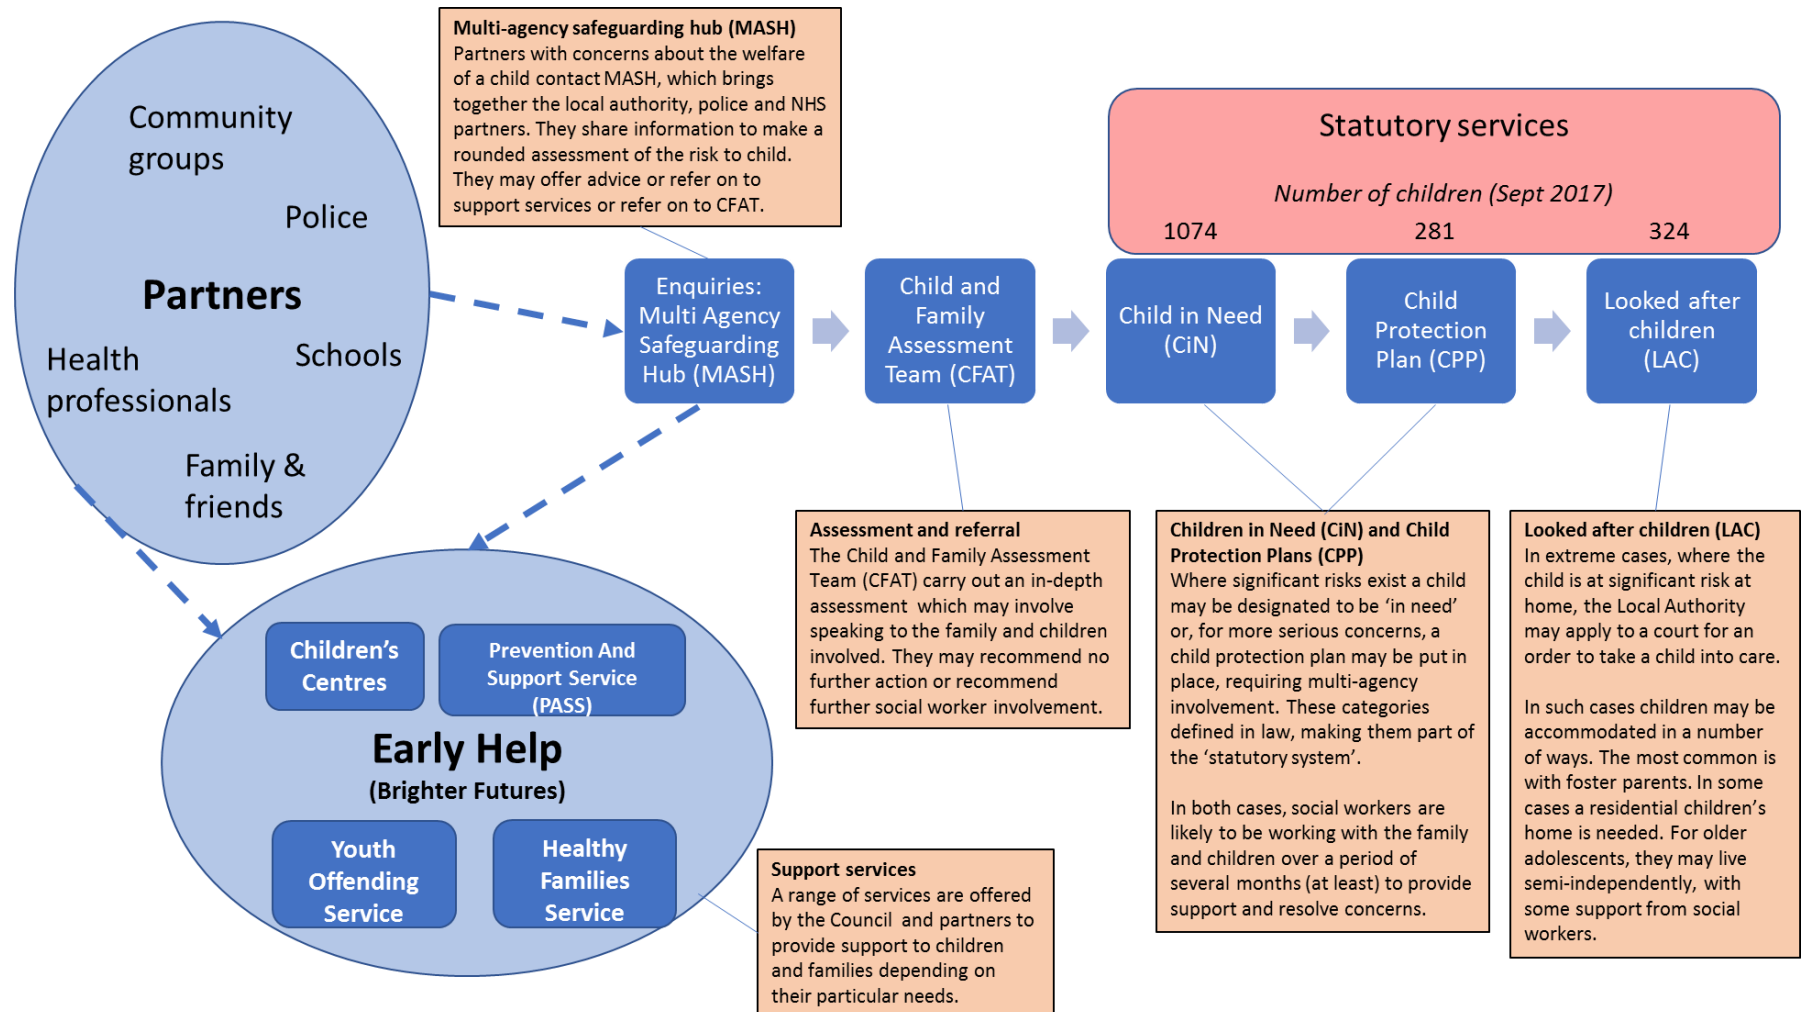 Multi-agency safeguarding hub (MASH)
Partners with concerns about the welfare
of a child contact MASH, which brings
together the local authority, police and NHS
partners. They share information to make a
rounded assessment of the risk to child.
They may offer advice or refer on to
support services or refer on to CFAT.
Community
groups
Police
Partners
Schools
Health
professionals
Family &
friends
Statutory services
Number of children (Sept 2017)
1074
281
324
Enquiries:
Multi Agency
Safeguarding
Hub (MASH)
Child and
Family
Assessment
Team (CFAT)
Child in Need
(CiN)
Child
Protection
Plan (CPP)
Looked after
children
(LAC)
Assessment and referral
The Child and Family Assessment
Team (CFAT) carry out an in-depth
assessment which may involve
speaking to the family and children
involved. They may recommend no
further action or recommend
further social worker involvement.
Children in Need (CiN) and Child
Protection Plans (CPP)
Where significant risks exist a child
may be designated to be ‘in need’
or, for more serious concerns, a
child protection plan may be put in
place, requiring multi-agency
involvement. These categories
defined in law, making them part of
the ‘statutory system’.
In both cases, social workers are
likely to be working with the family
and children over a period of
several months (at least) to provide
support and resolve concerns.
Looked after children (LAC)
In extreme cases, where the
child is at significant risk at
home, the Local Authority
may apply to a court for an
order to take a child into care.
In such cases children may be
accommodated in a number
of ways. The most common is
with foster parents. In some
cases a residential children’s
home is needed. For older
adolescents, they may live
semi-independently, with
some support from social
workers.
Children’s
Centres
Prevention And
Support Service
(PASS)
Early Help
(Brighter Futures)
Youth
Offending
Service
Healthy
Families
Service
Support services
A range of services are offered
by the Council and partners to
provide support to children
and families depending on
their particular needs.